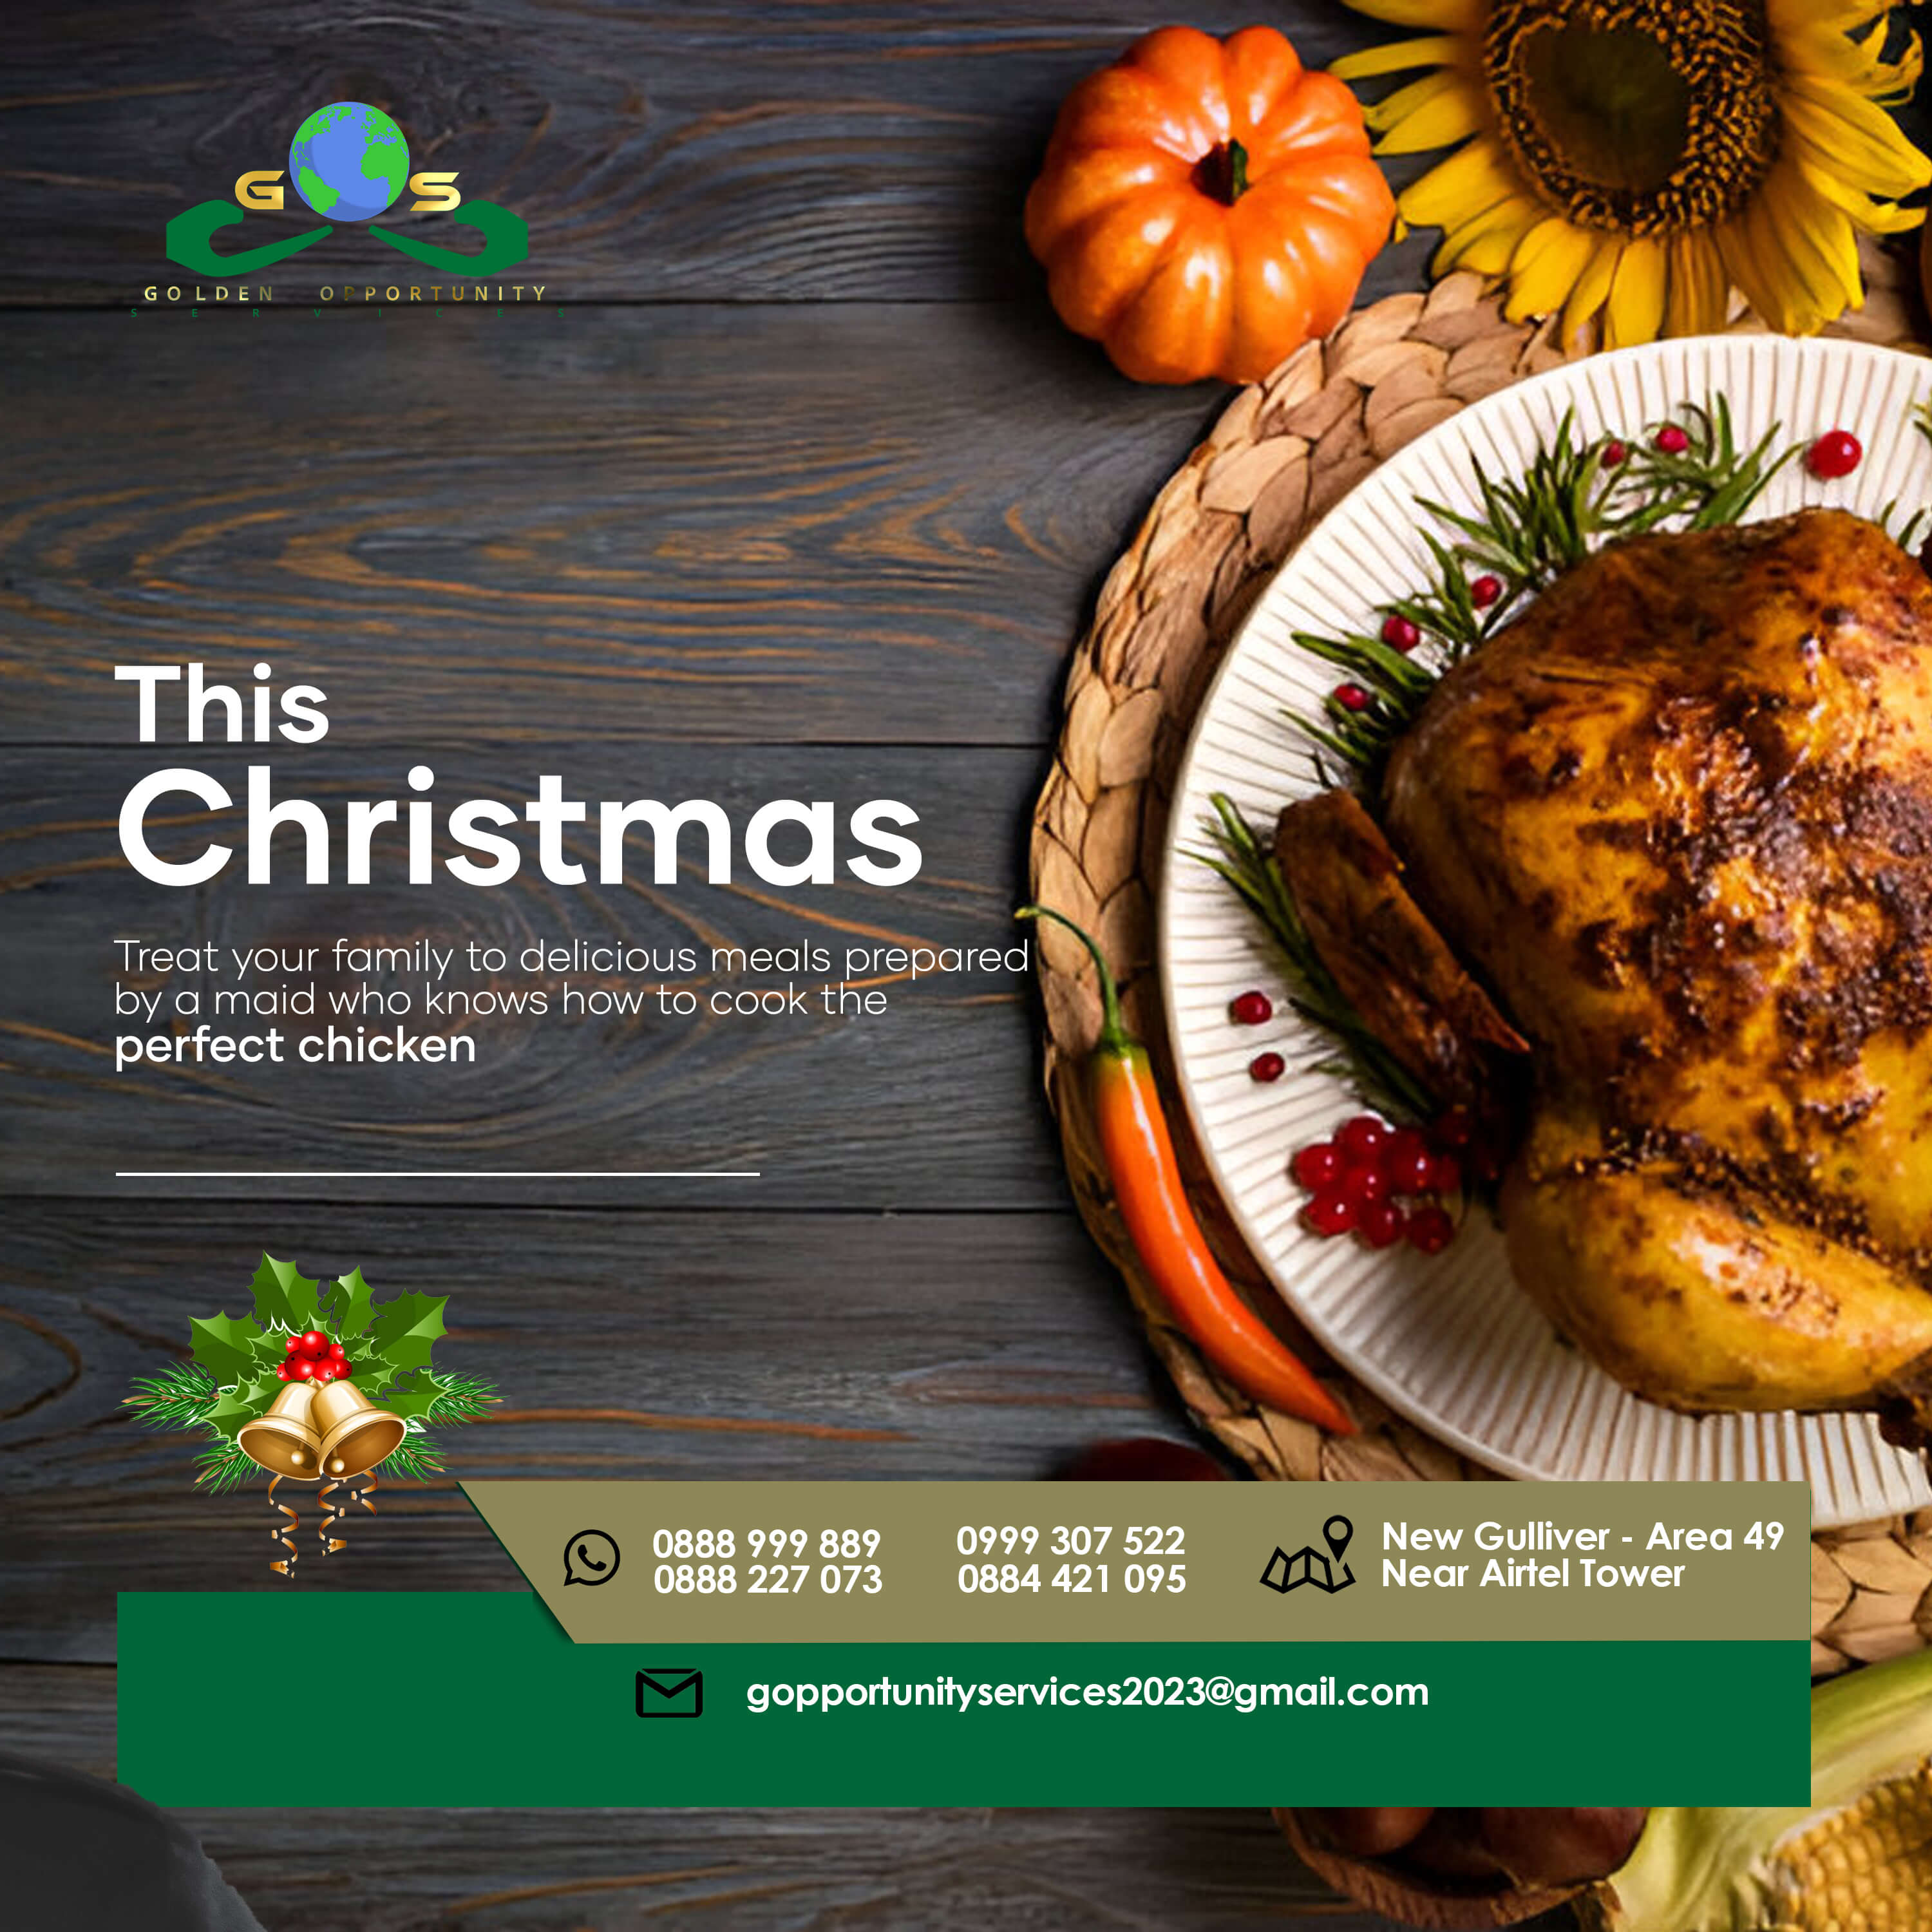 G S
GOLDEN OPPORTUNITY
SERVICES
This
Christmas
Treat your family to delicious meals prepared
by a maid who knows how to cook the
perfect chicken
0888 999 889
0888 227 073
0999 307 522
0884 421 095
New Gulliver - Area 49
Near Airtel Tower
gopportunityservices2023@gmail.com